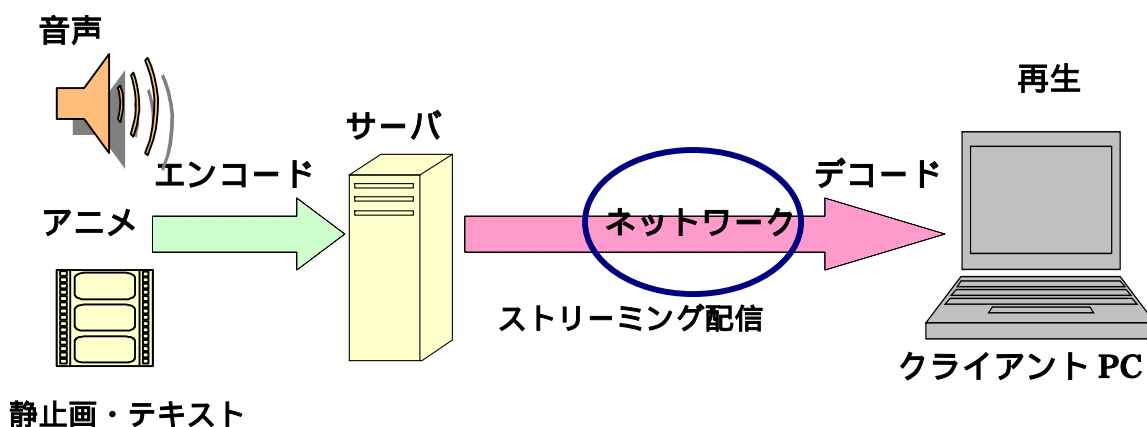 音声
再生
サーバ
エンコード
デコード
アニメ
ネットワーク
ストリーミング配信
クライアント PC
静止画・テキスト